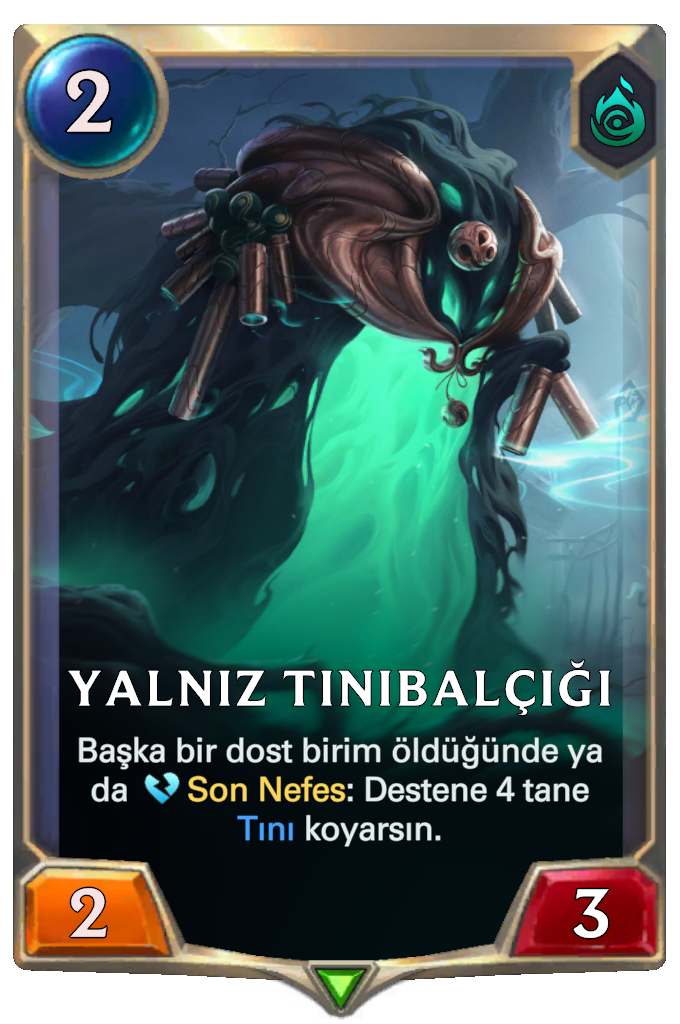 2
YALNIZ TINIBALÇIĞI
Başka bir dost birim öldüğünde ya
da Son Nefes: Destene 4 tane
Tını koyarsın.
2
3